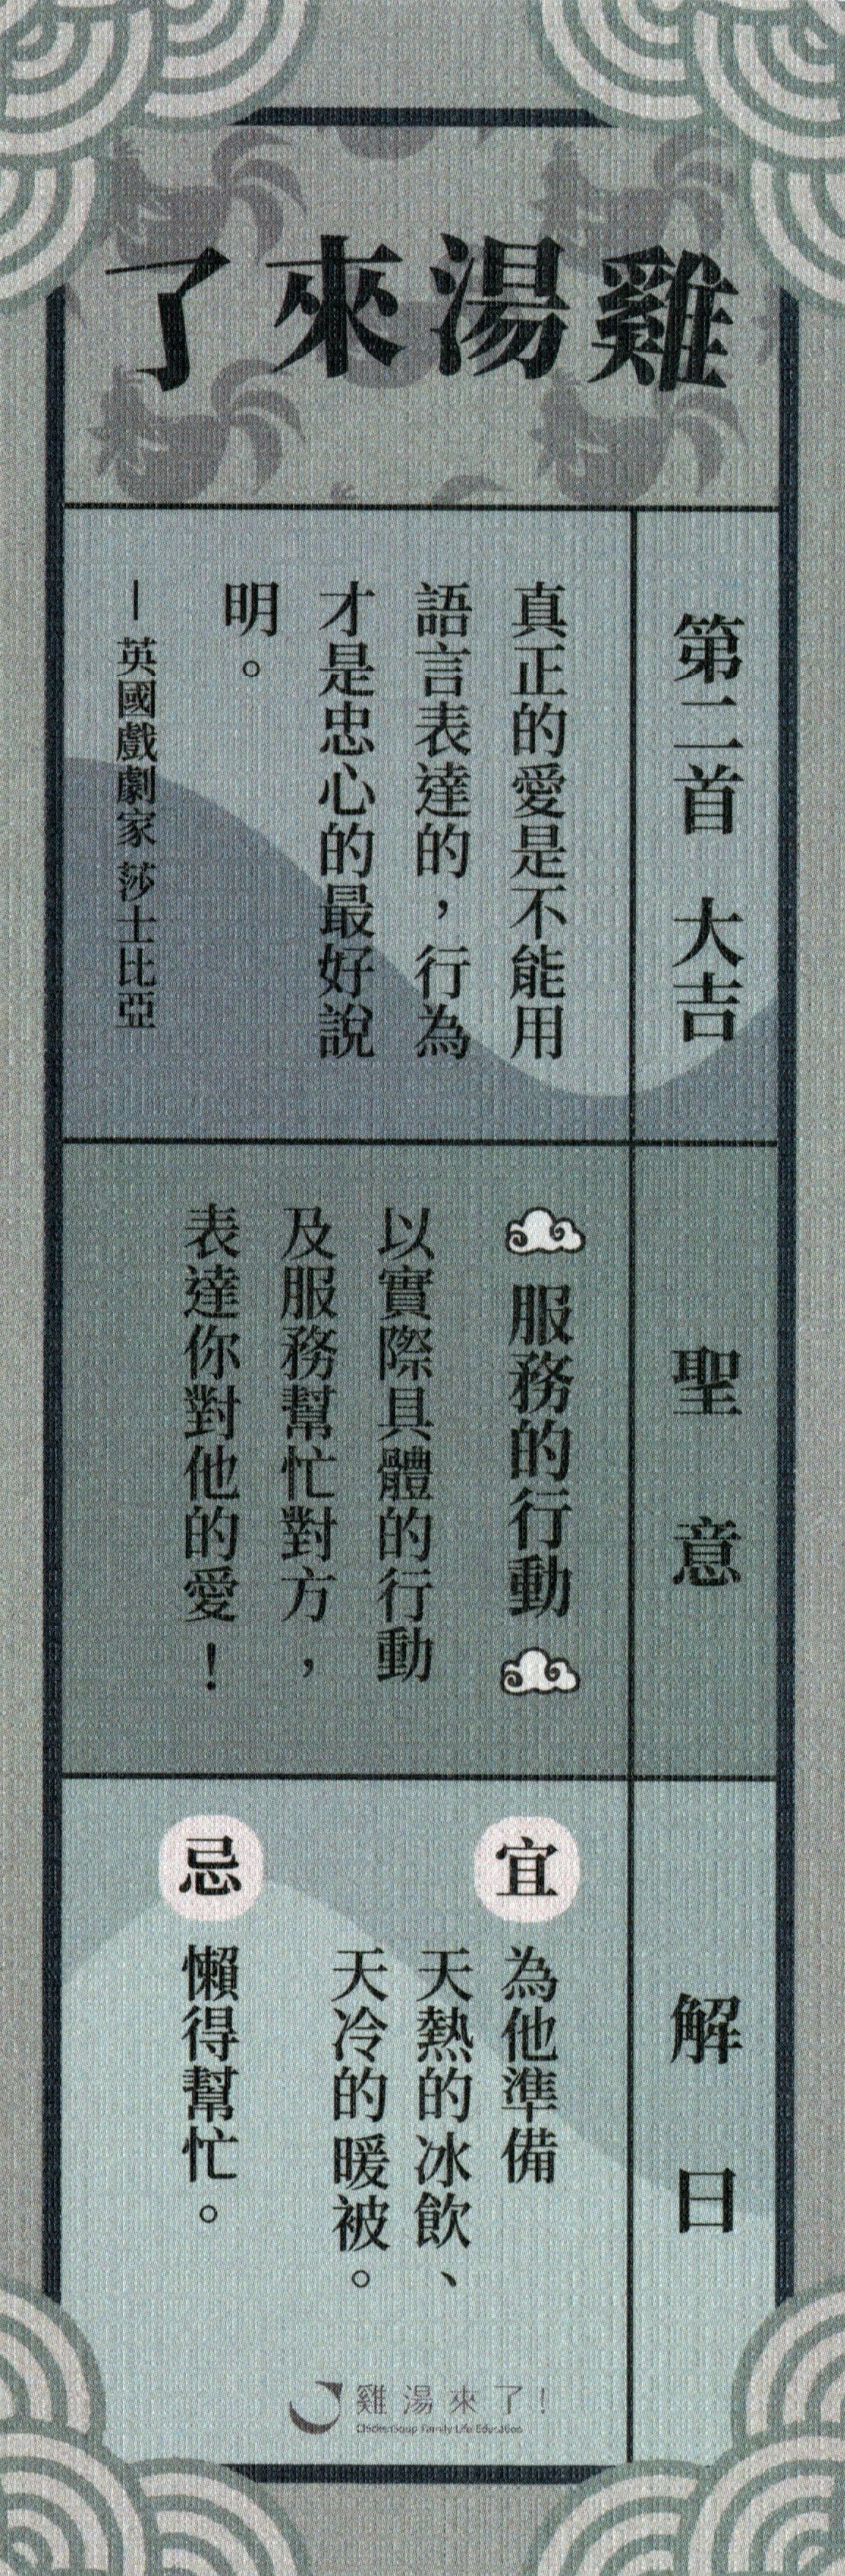 雞湯來了
第二首 大吉
真正的愛是不能用
語言表達的，行為
才是忠心的最好說
明。
— 英國戲劇家 莎士比亞
聖意
服務的行動
以實際具體的行動
及服務幫忙對方，
表達你對他的愛！
解曰
宜
為他準備
天熱的冰飲、
天冷的暖被。
忌
懶得幫忙。
雞湯來了！
ChickenSoup Family Life Education